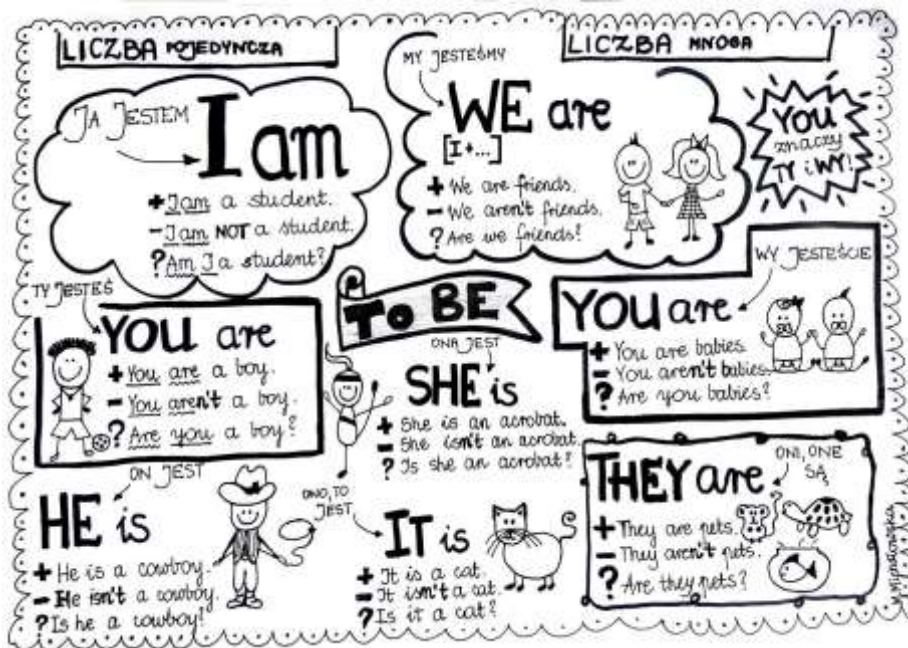 LICZBA POJEDYNCZA
JA JESTEM
I am
+ I am a student.
- I am NOT a student.
? Am I a student?
TY JESTEŚ
YOU are
+ You are a boy.
- You aren't a boy.
? Are you a boy?
ON JEST
HE is
+ He is a cowboy.
- He isn't a cowboy.
? Is he a cowboy?
TO BE
ONA JEST
SHE is
+ She is an acrobat.
- She isn't an acrobat.
? Is she an acrobat?
ONO, TO
JEST
IT is
+ It is a cat.
- It isn't a cat.
? Is it a cat?
LICZBA MNOGA
MY JESTEŚMY
WE are
[I+...]
+ We are friends.
- We aren't friends.
? Are we friends?
YOU
znaczy
TY i WY!
WY JESTEŚCIE
YOU are
+ You are babies.
- You aren't babies.
? Are you babies?
ONI, ONE
SĄ
THEY are
+ They are pets.
- They aren't pets.
? Are they pets?